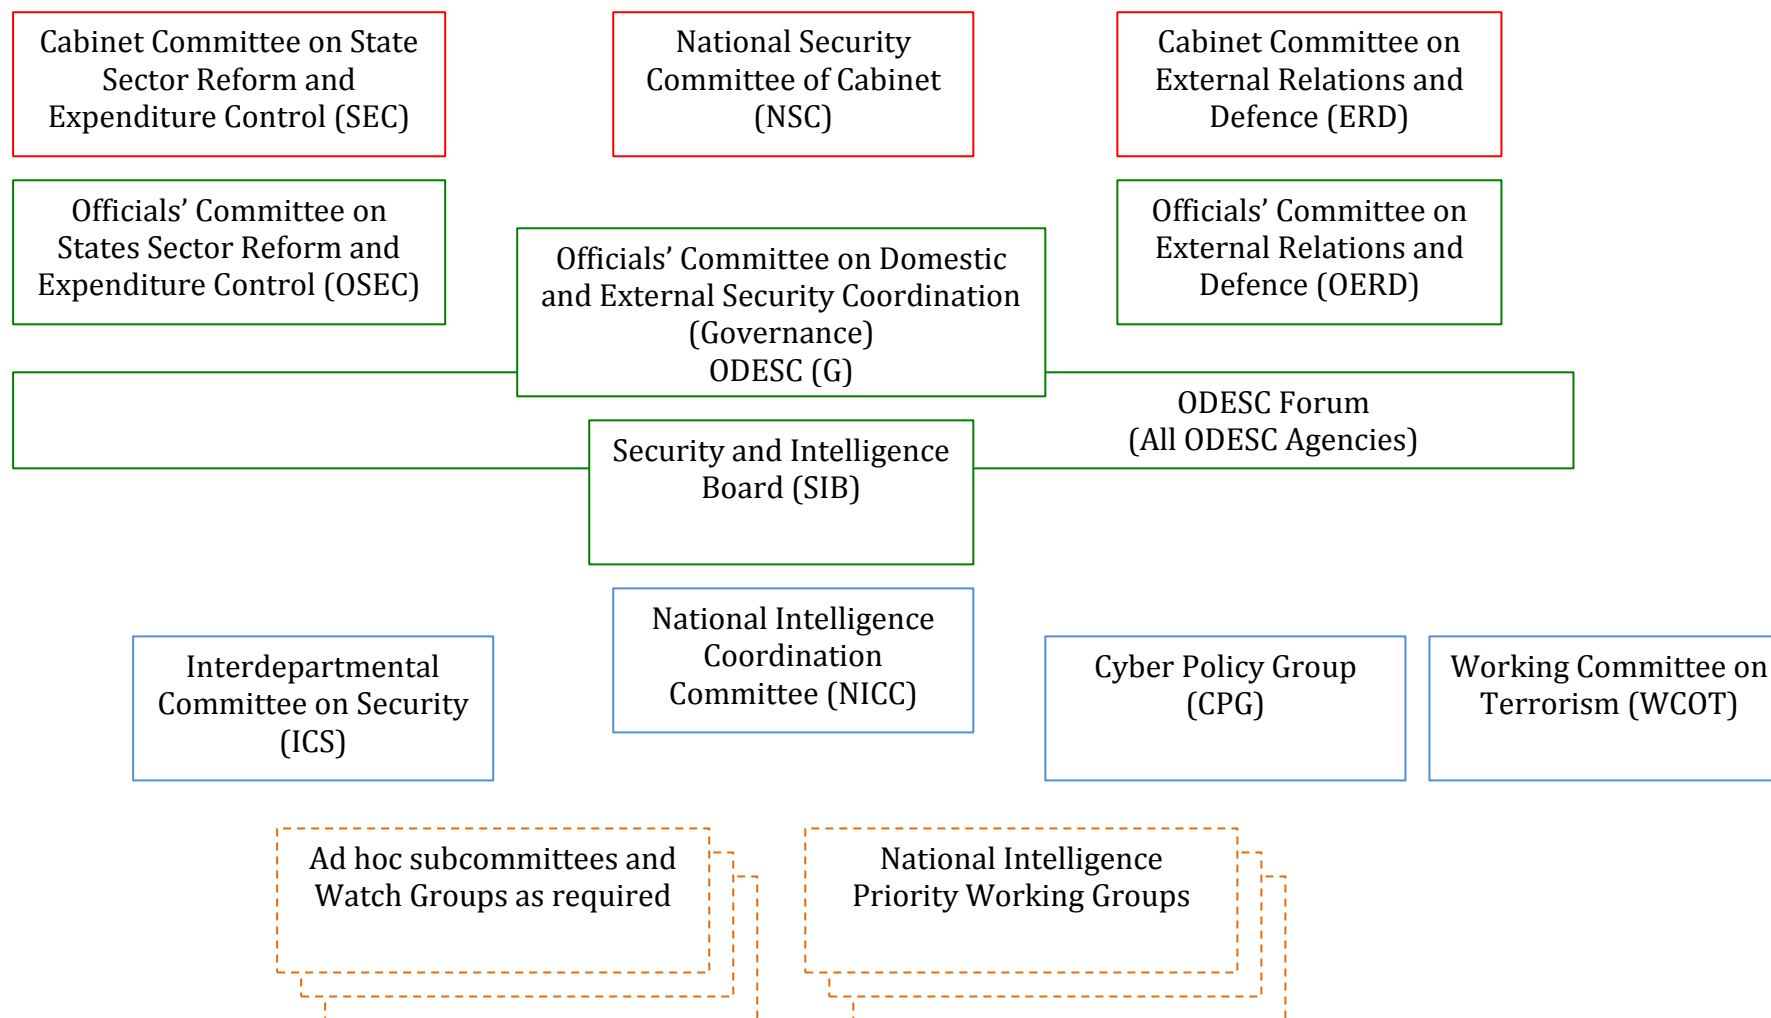 Cabinet Committee on State
Sector Reform and
Expenditure Control (SEC)
National Security
Committee of Cabinet
(NSC)
Cabinet Committee on
External Relations and
Defence (ERD)
Officials’ Committee on
States Sector Reform and
Expenditure Control (OSEC)
Officials’ Committee on Domestic
and External Security Coordination
(Governance)
ODESC (G)
Officials’ Committee on
External Relations and
Defence (OERD)
ODESC Forum
(All ODESC Agencies)
Security and Intelligence
Board (SIB)
National Intelligence
Coordination
Committee (NICC)
Interdepartmental
Committee on Security
(ICS)
Cyber Policy Group
(CPG)
Working Committee on
Terrorism (WCOT)
Ad hoc subcommittees and
Watch Groups as required
National Intelligence
Priority Working Groups